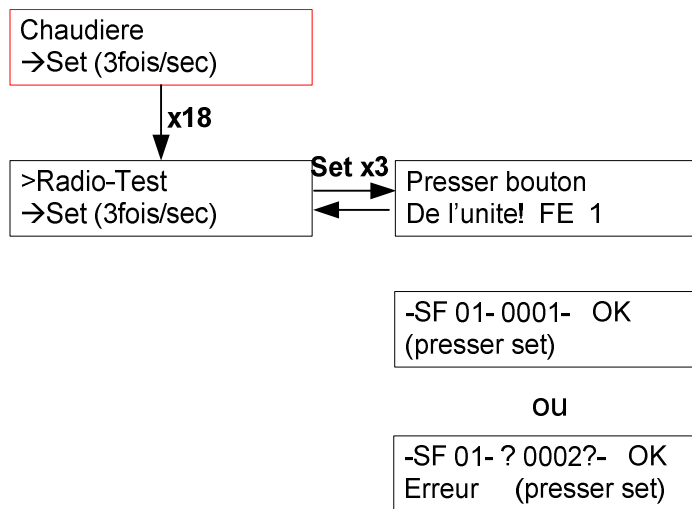 Chaudiere
→Set (3fois/sec)
x18
>Radio-Test
→Set (3fois/sec)
Set x3
Presser bouton
De l'unite! FE 1
-SF 01- 0001- OK
(presser set)
ou
-SF 01- ? 0002?- OK
Erreur (presser set)